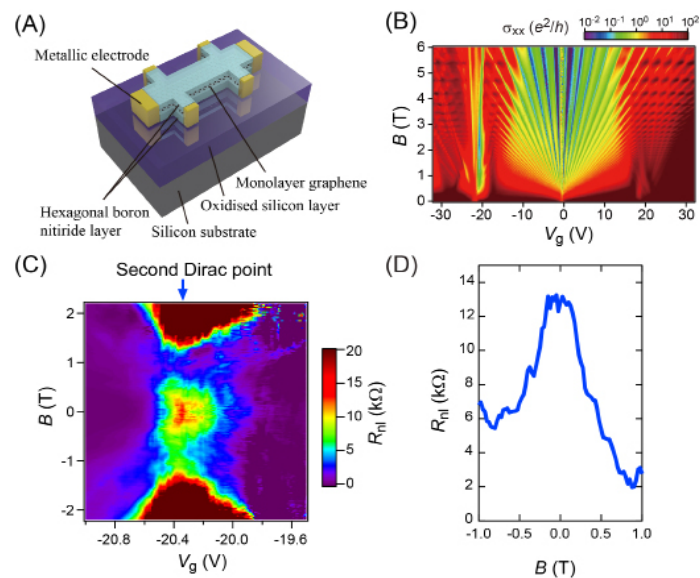 (A)
Metallic electrode
Monolayer graphene
Oxidised silicon layer
Hexagonal boron
nitiride layer
Silicon substrate
(B)
σxx (e²/h)
10⁻² 10⁻¹ 10⁰ 10¹ 10²
6
5
4
3
2
1
0
B (T)
-30 -20 -10 0 10 20 30
Vg (V)
(C)
Second Dirac point
2
1
0
-1
-2
B (T)
-20.8 -20.4 -20.0 -19.6
Vg (V)
20
15
10
5
0
Rnl (kΩ)
(D)
14
12
10
8
6
4
2
0
Rnl (kΩ)
-1.0 -0.5 0.0 0.5 1.0
B (T)